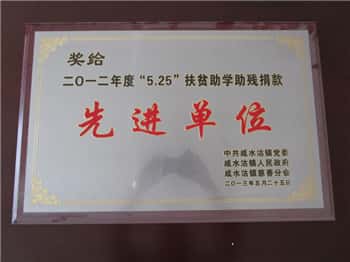 奖给
二〇一二年度“5.25”扶贫助学助残捐款
先进单位
中共咸水沽镇党委
咸水沽镇人民政府
咸水沽镇慈善分会
二〇一三年五月二十五日